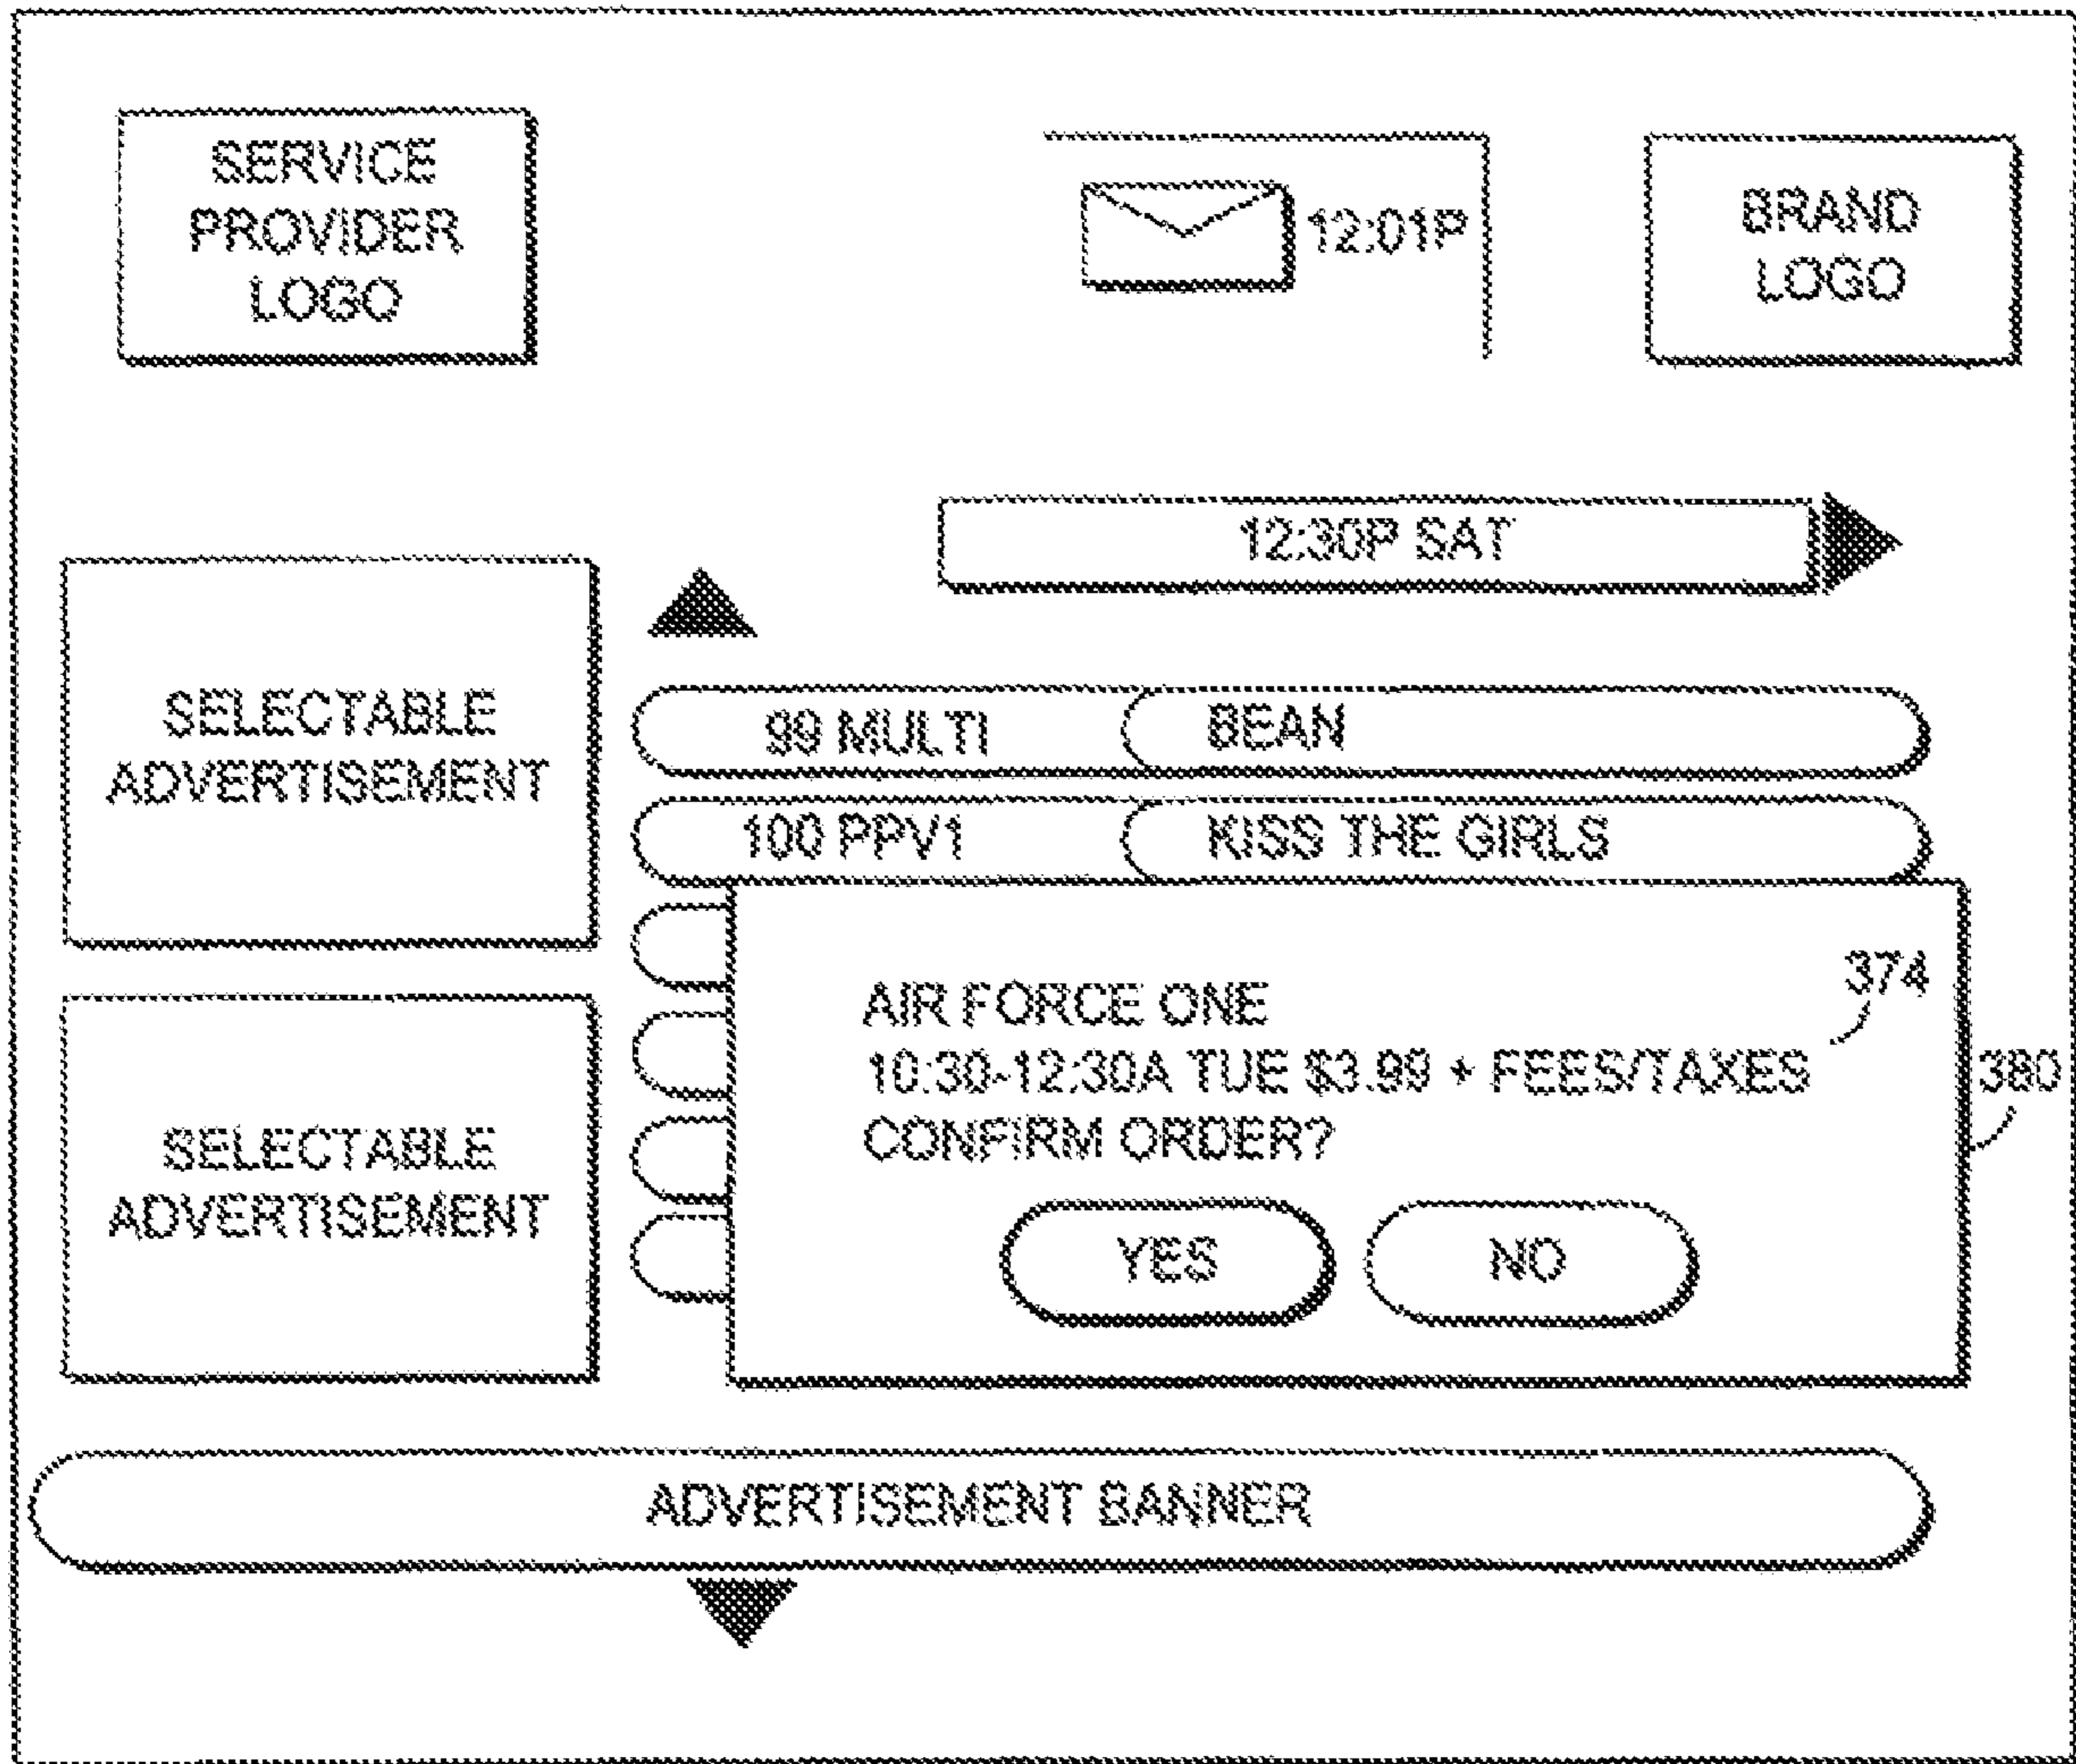 SERVICE
PROVIDER
LOGO
12:01P
BRAND
LOGO
12:30P SAT
SELECTABLE
ADVERTISEMENT
99 MULTI BEAN
100 PPV1 KISS THE GIRLS
374
AIR FORCE ONE
10:30-12:30A TUE $3.99 + FEES/TAXES
380
CONFIRM ORDER?
SELECTABLE
ADVERTISEMENT
YES NO
ADVERTISEMENT BANNER